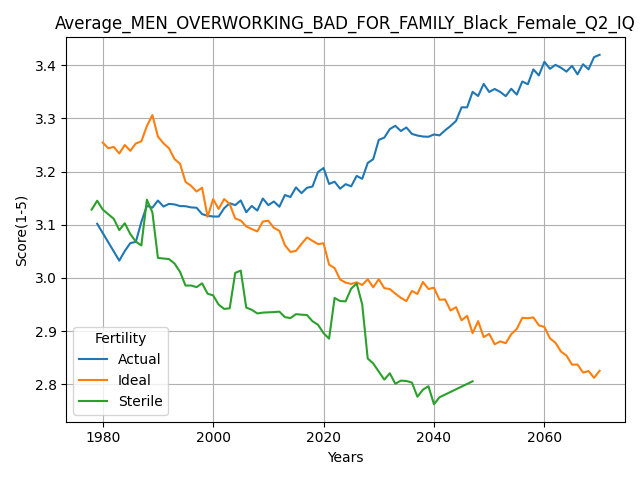 Average_MEN_OVERWORKING_BAD_FOR_FAMILY_Black_Female_Q2_IQ
Score(1-5)
3.4
3.3
3.2
3.1
3.0
2.9
2.8
Fertility
Actual
Ideal
Sterile
1980 2000 2020 2040 2060
Years